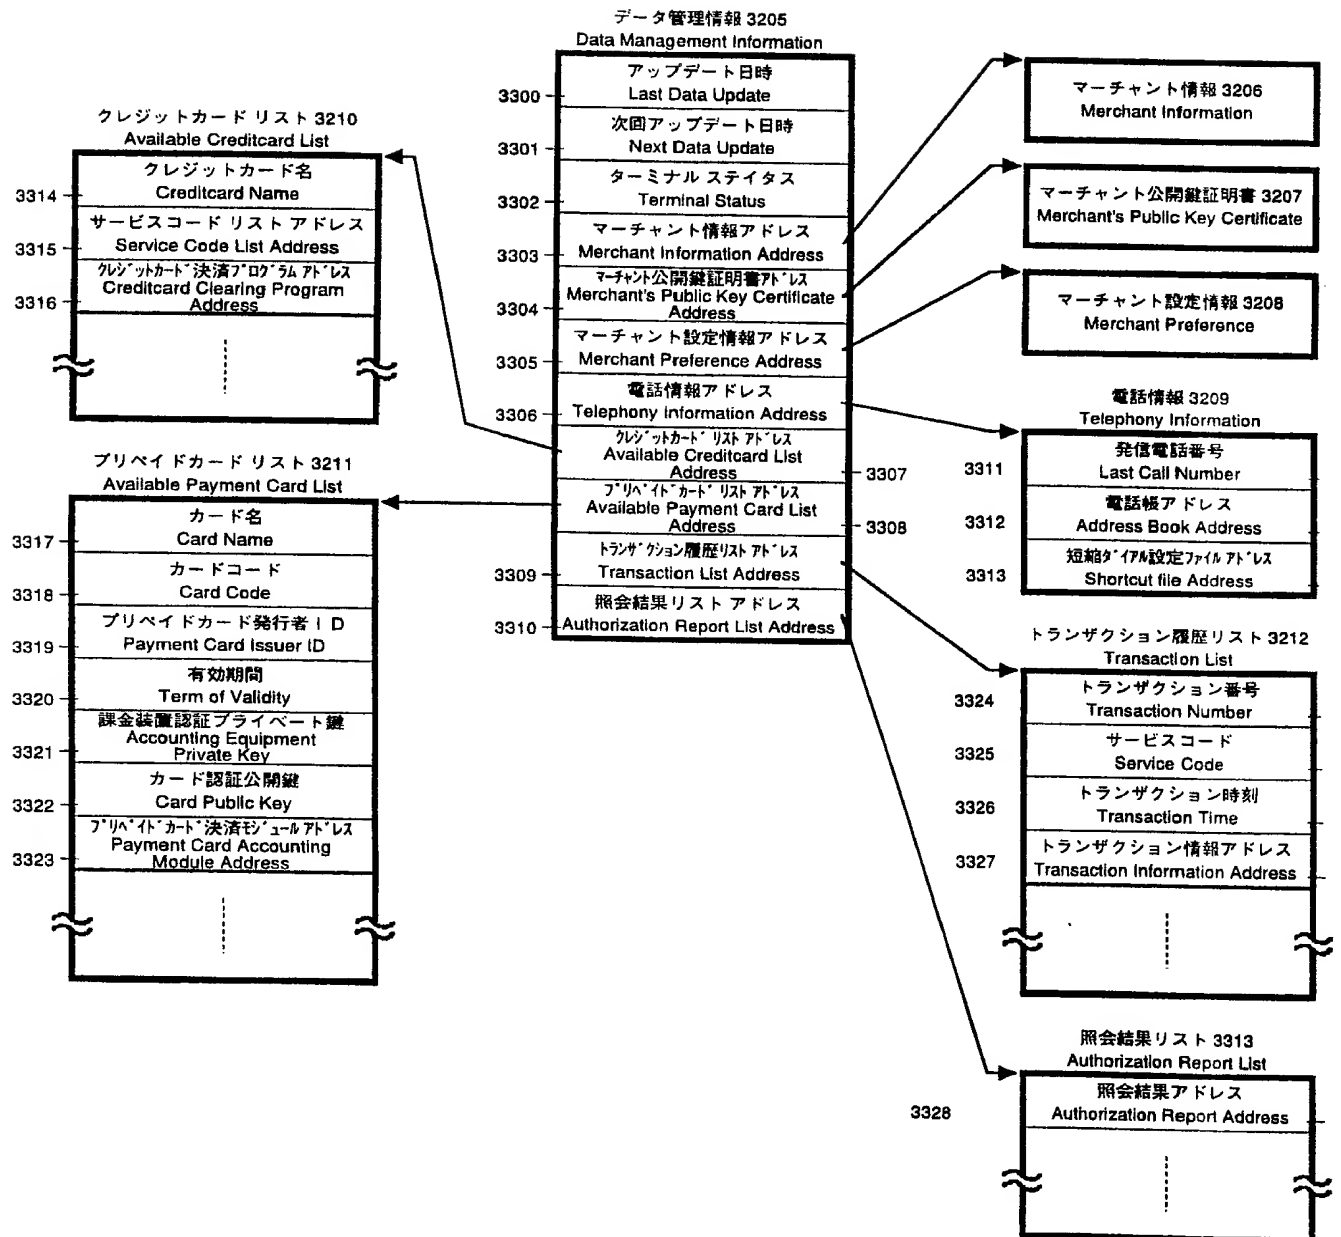 データ管理情報 3205
Data Management Information
3300
アップデート日時
Last Data Update
3301
次回アップデート日時
Next Data Update
3302
ターミナル ステイタス
Terminal Status
3303
マーチャント情報アドレス
Merchant Information Address
3304
マーチャント公開鍵証明書アドレス
Merchant's Public Key Certificate
Address
3305
マーチャント設定情報アドレス
Merchant Preference Address
3306
電話情報アドレス
Telephony Information Address
クレジットカード リスト アドレス
Available Creditcard List
Address
3307
プリペイドカード リスト アドレス
Available Payment Card List
Address
3308
3309
トランザクション履歴リスト アドレス
Transaction List Address
3310
照会結果リスト アドレス
Authorization Report List Address
クレジットカード リスト 3210
Available Creditcard List
3314
クレジットカード名
Creditcard Name
3315
サービスコード リスト アドレス
Service Code List Address
3316
クレジットカード決済プログラム アドレス
Creditcard Clearing Program
Address
プリペイドカード リスト 3211
Available Payment Card List
3317
カード名
Card Name
3318
カードコード
Card Code
3319
プリペイドカード発行者ID
Payment Card Issuer ID
3320
有効期間
Term of Validity
3321
課金装置認証プライベート鍵
Accounting Equipment
Private Key
3322
カード認証公開鍵
Card Public Key
3323
プリペイドカード決済モジュール アドレス
Payment Card Accounting
Module Address
マーチャント情報 3206
Merchant Information
マーチャント公開鍵証明書 3207
Merchant's Public Key Certificate
マーチャント設定情報 3208
Merchant Preference
電話情報 3209
Telephony Information
3311
発信電話番号
Last Call Number
3312
電話帳アドレス
Address Book Address
3313
短縮ダイアル設定ファイル アドレス
Shortcut file Address
トランザクション履歴リスト 3212
Transaction List
3324
トランザクション番号
Transaction Number
3325
サービスコード
Service Code
3326
トランザクション時刻
Transaction Time
3327
トランザクション情報アドレス
Transaction Information Address
照会結果リスト 3313
Authorization Report List
3328
照会結果アドレス
Authorization Report Address